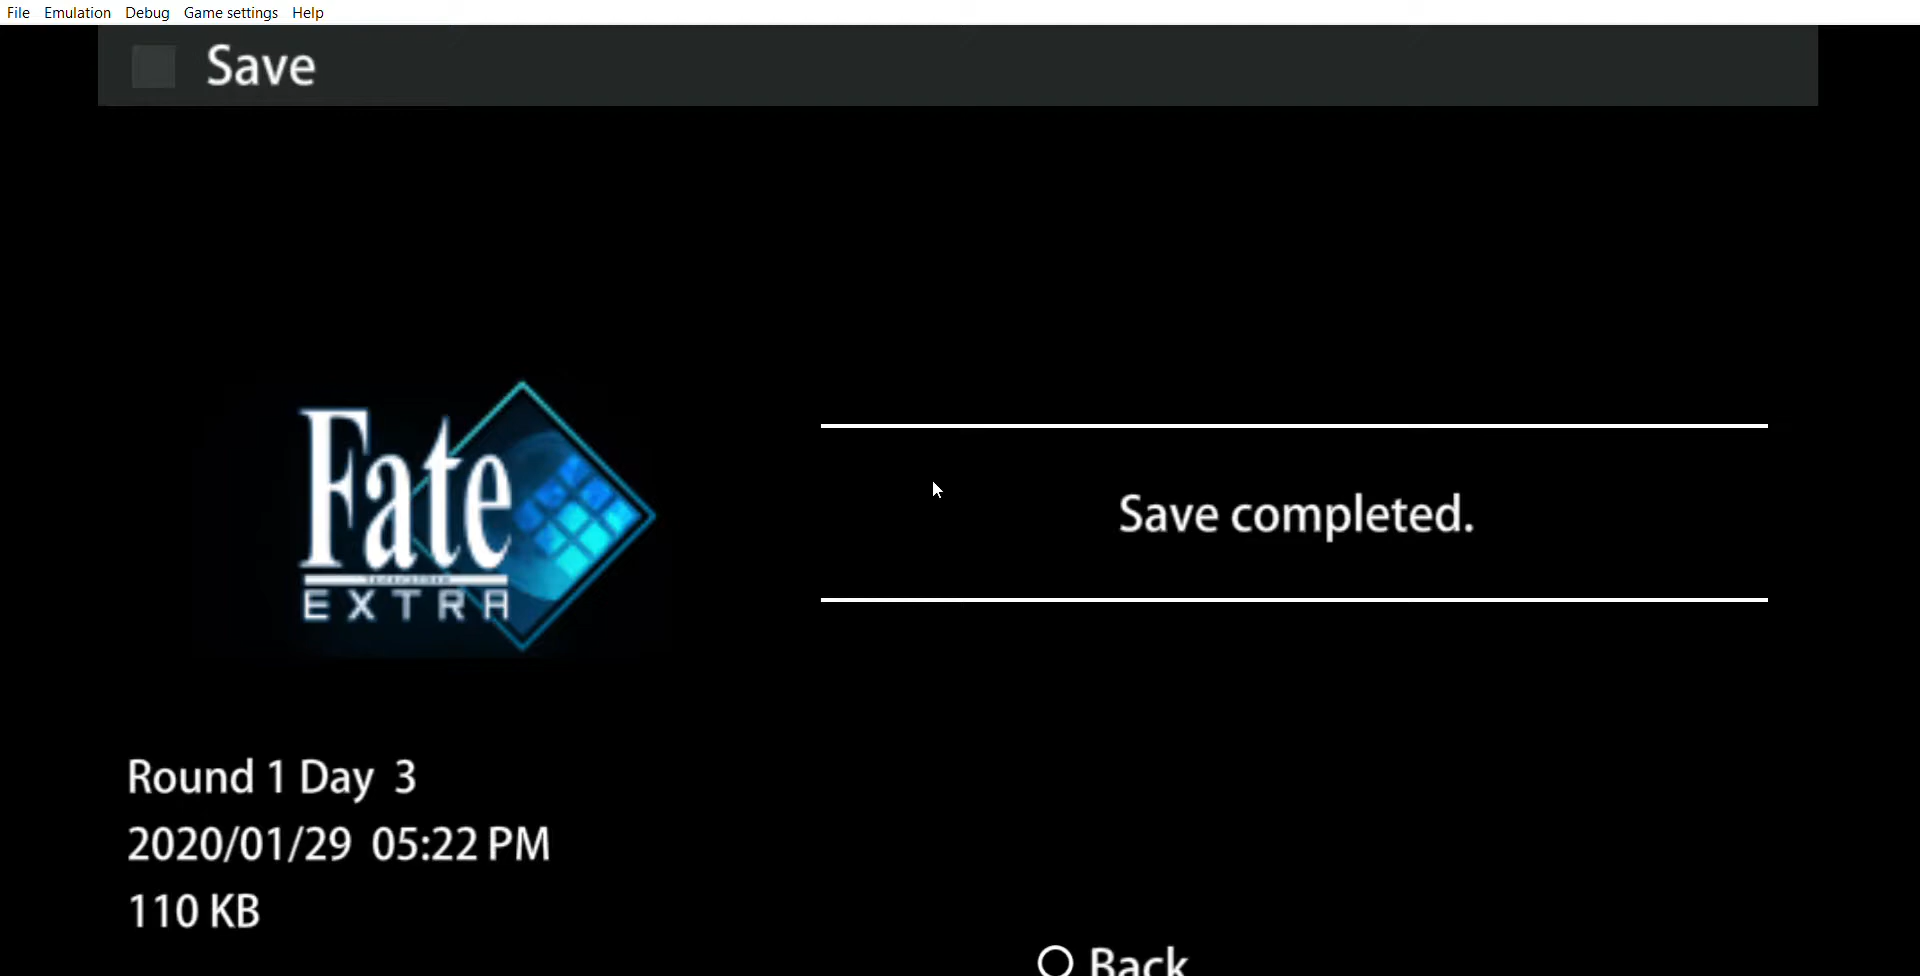 File Emulation Debug Game settings Help
Save
Fate
EXTRA
Save completed.
Round 1 Day 3
2020/01/29 05:22 PM
110 KB
Back